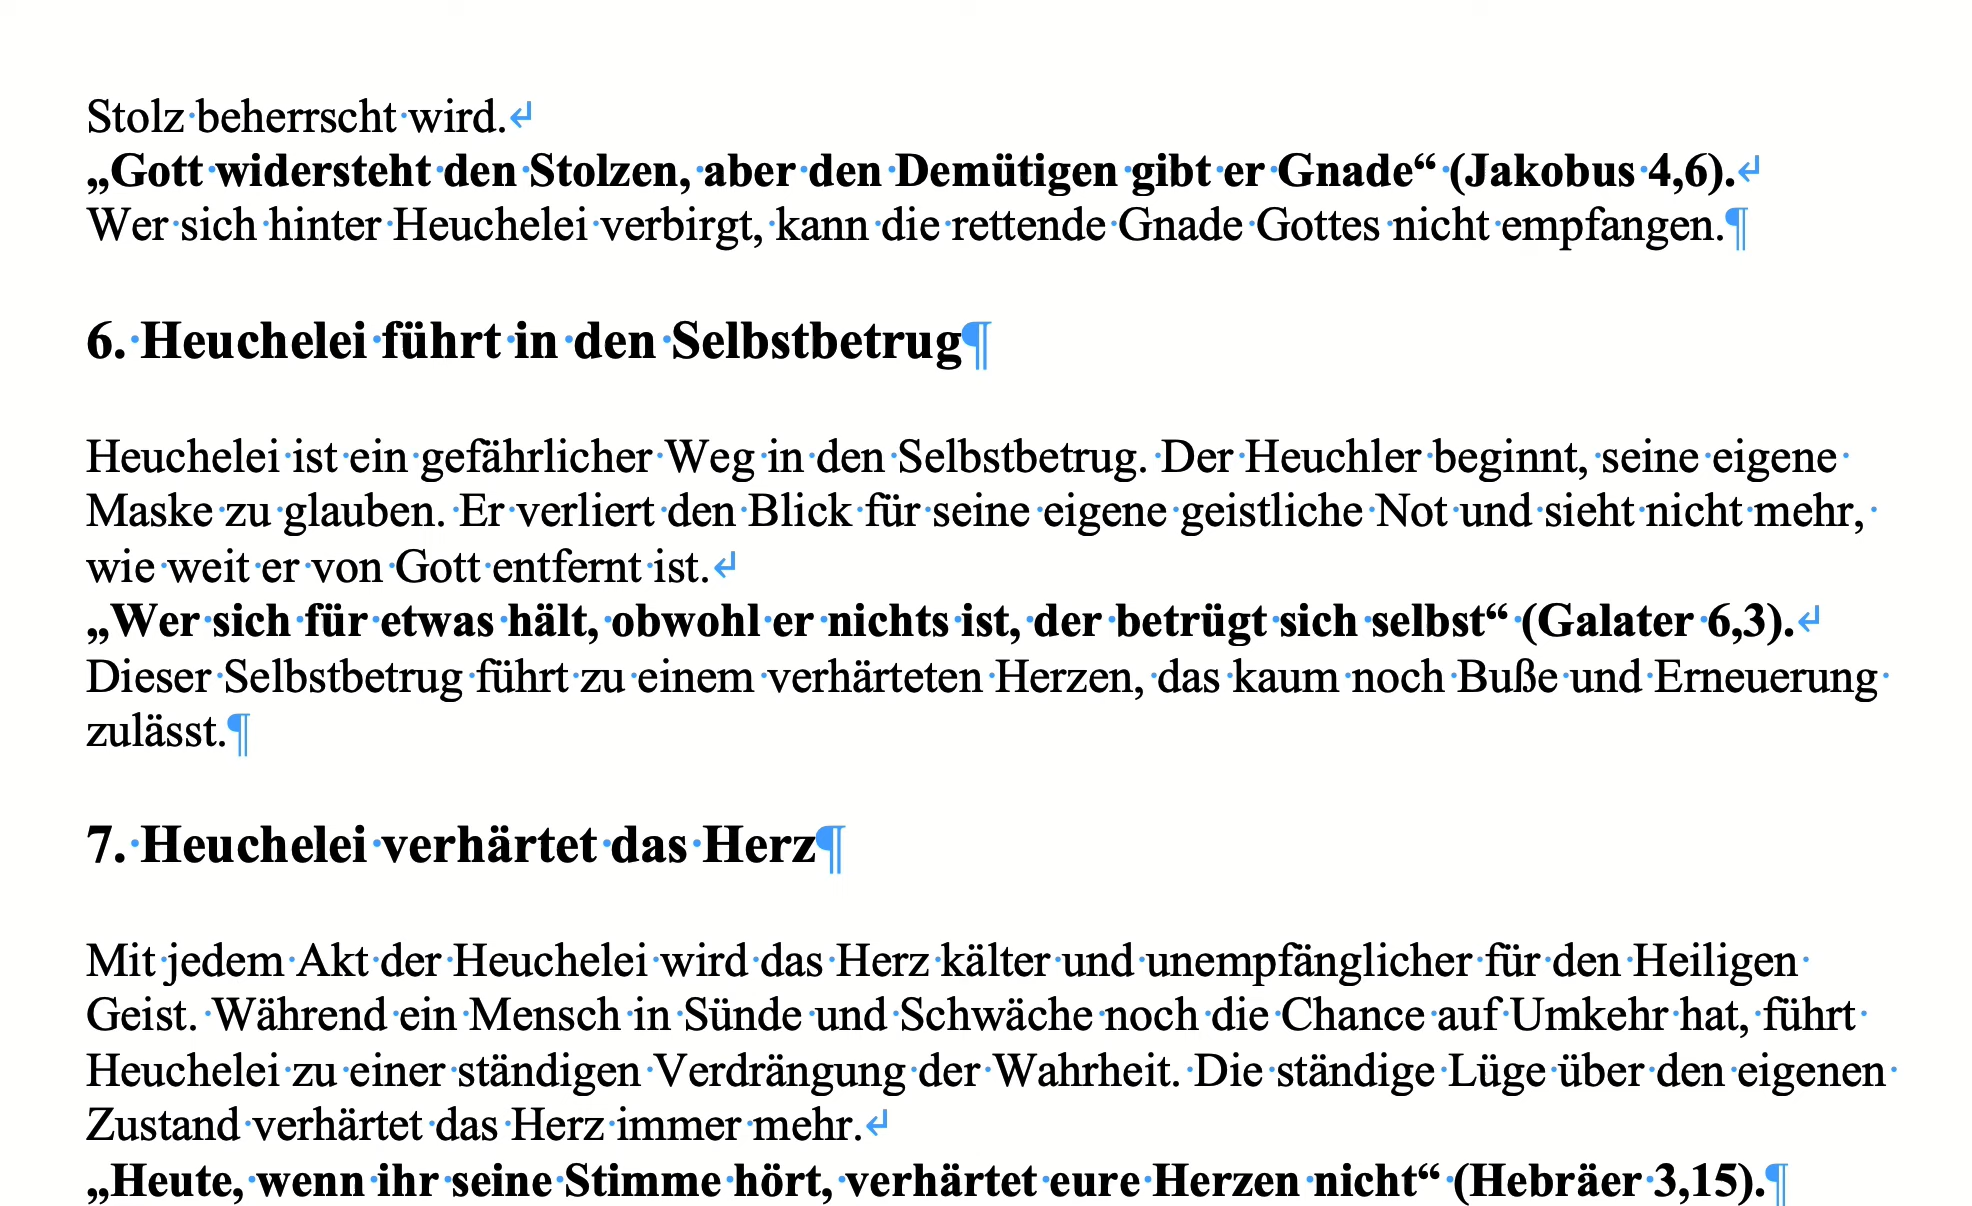 Stolz beherrscht wird.
„Gott widersteht den Stolzen, aber den Demütigen gibt er Gnade“ (Jakobus 4,6).
Wer sich hinter Heuchelei verbirgt, kann die rettende Gnade Gottes nicht empfangen.
6. Heuchelei führt in den Selbstbetrug
Heuchelei ist ein gefährlicher Weg in den Selbstbetrug. Der Heuchler beginnt, seine eigene
Maske zu glauben. Er verliert den Blick für seine eigene geistliche Not und sieht nicht mehr,
wie weit er von Gott entfernt ist.
„Wer sich für etwas hält, obwohl er nichts ist, der betrügt sich selbst“ (Galater 6,3).
Dieser Selbstbetrug führt zu einem verhärteten Herzen, das kaum noch Buße und Erneuerung
zulässt.
7. Heuchelei verhärtet das Herz
Mit jedem Akt der Heuchelei wird das Herz kälter und unempfänglicher für den Heiligen
Geist. Während ein Mensch in Sünde und Schwäche noch die Chance auf Umkehr hat, führt
Heuchelei zu einer ständigen Verdrängung der Wahrheit. Die ständige Lüge über den eigenen
Zustand verhärtet das Herz immer mehr.
„Heute, wenn ihr seine Stimme hört, verhärtet eure Herzen nicht“ (Hebräer 3,15).